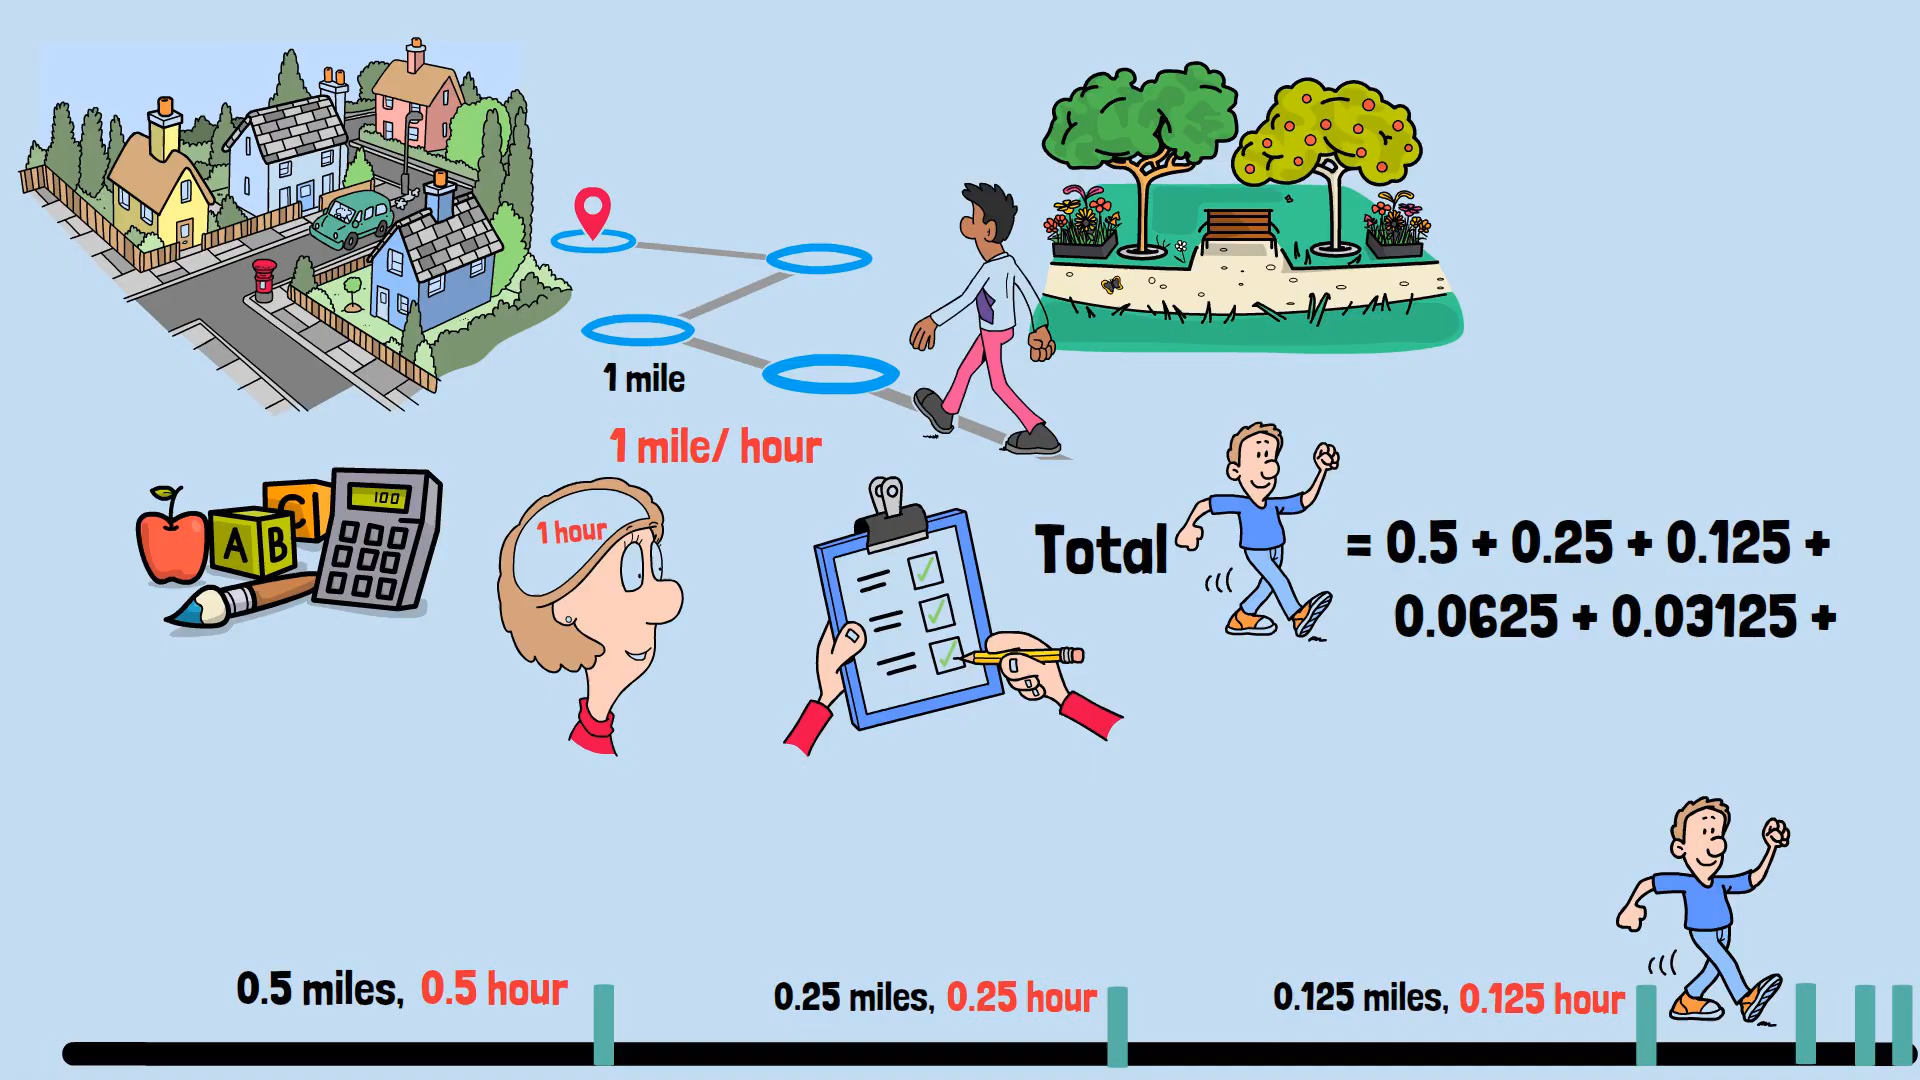 1 mile
1 mile/ hour
100
A B C
1 hour
Total = 0.5 + 0.25 + 0.125 +
0.0625 + 0.03125 +
0.5 miles, 0.5 hour
0.25 miles, 0.25 hour
0.125 miles, 0.125 hour